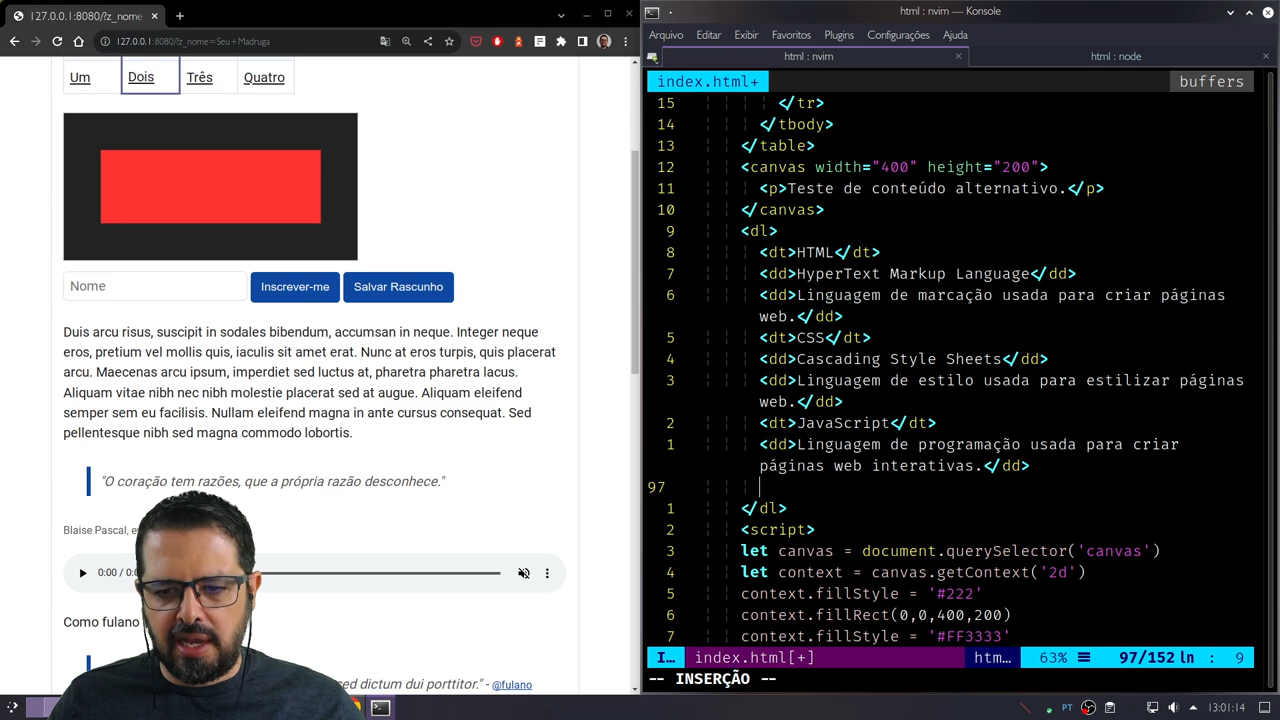 127.0.0.1:8080/?z_nome
127.0.0.1:8080/?z_nome=Seu+Madruga
Um
Dois
Três
Quatro
Nome
Inscrever-me
Salvar Rascunho
Duis arcu risus, suscipit in sodales bibendum, accumsan in neque. Integer neque
eros, pretium vel mollis quis, iaculis sit amet erat. Nunc at eros turpis, quis placerat
arcu. Maecenas arcu ipsum, imperdiet sed luctus at, pharetra pharetra lacus.
Aliquam vitae nibh nec nibh molestie placerat sed at augue. Aliquam eleifend
semper sem eu facilisis. Nullam eleifend magna in ante cursus consequat. Sed
pellentesque nibh sed magna commodo lobortis.
"O coração tem razões, que a própria razão desconhece."
Blaise Pascal,
0:00 /
Como fulano
sed dictum dui porttitor." - @fulano
html : nvim — Konsole
Arquivo Editar Exibir Favoritos Plugins Configurações Ajuda
html : nvim
html : node
index.html+
buffers
15 </tr>
14 </tbody>
13 </table>
12 <canvas width="400" height="200">
11 <p>Teste de conteúdo alternativo.</p>
10 </canvas>
9 <dl>
8 <dt>HTML</dt>
7 <dd>HyperText Markup Language</dd>
6 <dd>Linguagem de marcação usada para criar páginas
web.</dd>
5 <dt>CSS</dt>
4 <dd>Cascading Style Sheets</dd>
3 <dd>Linguagem de estilo usada para estilizar páginas
web.</dd>
2 <dt>JavaScript</dt>
1 <dd>Linguagem de programação usada para criar
páginas web interativas.</dd>
97
1 </dl>
2 <script>
3 let canvas = document.querySelector('canvas')
4 let context = canvas.getContext('2d')
5 context.fillStyle = '#222'
6 context.fillRect(0,0,400,200)
7 context.fillStyle = '#FF3333'
I… index.html[+] htm… 63% 97/152 ln : 9
-- INSERÇÃO --
PT
13:01:14